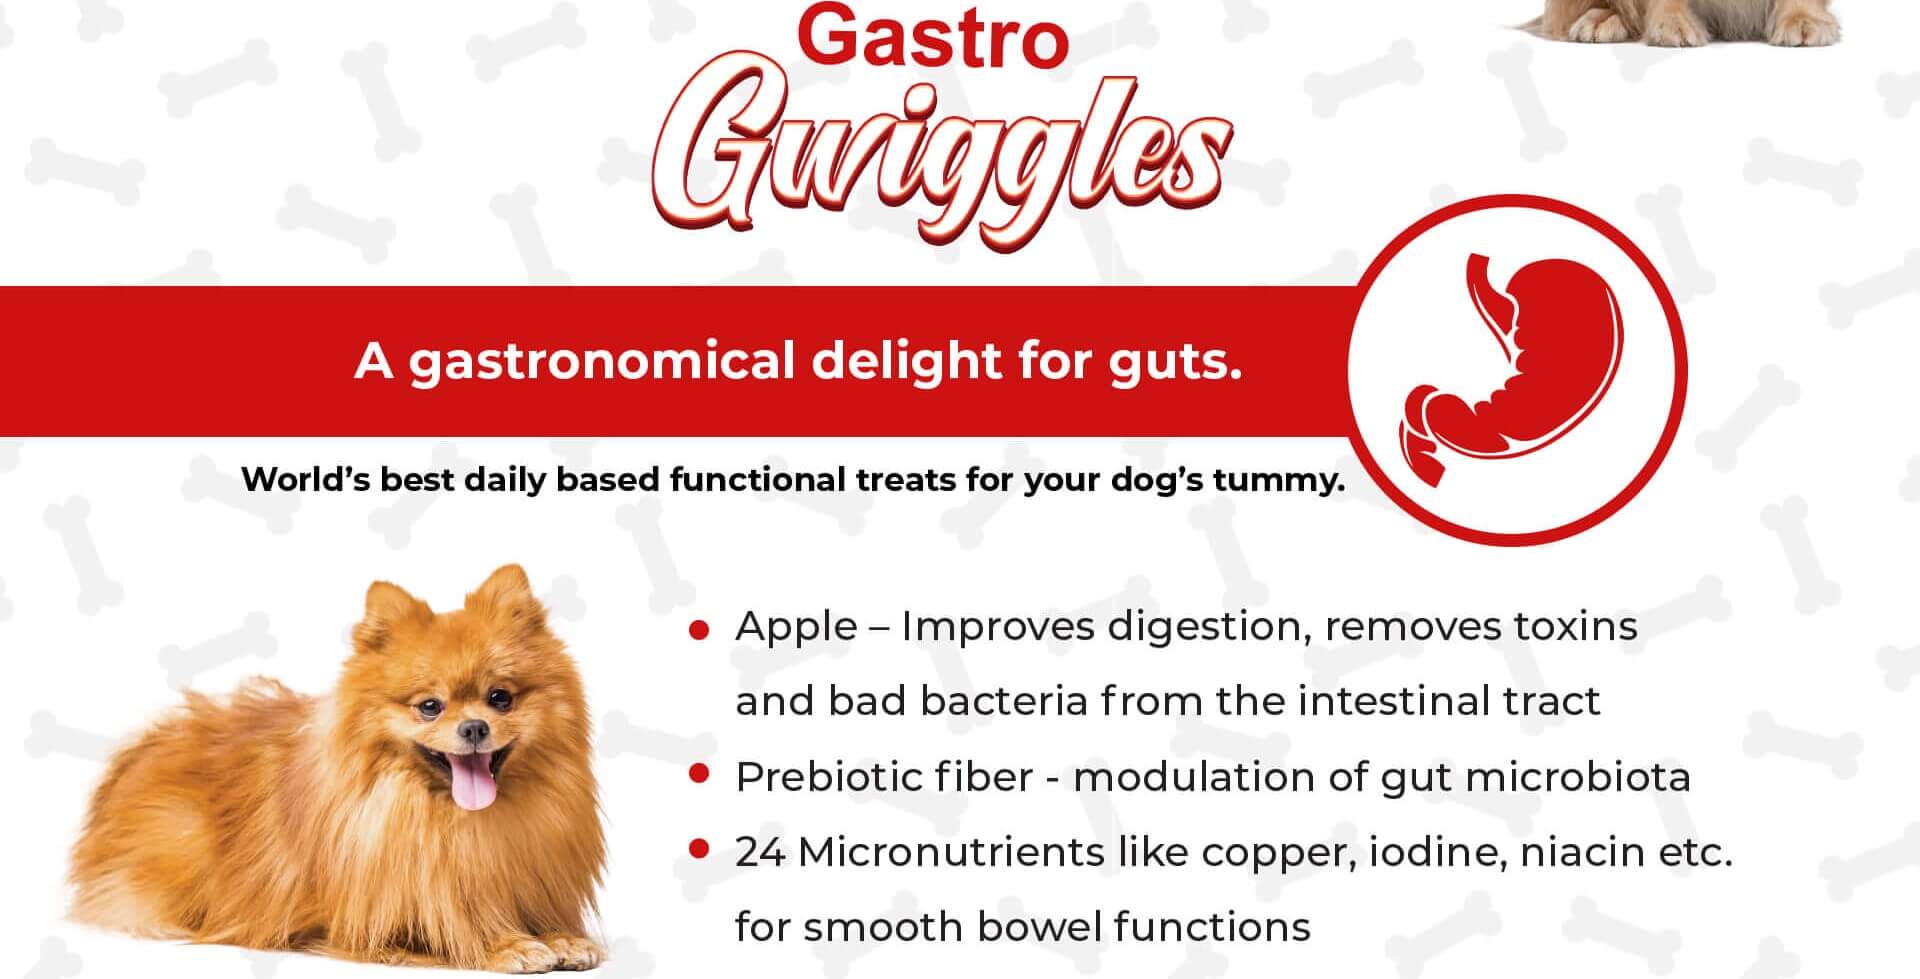 Gastro
Gwiggles
A gastronomical delight for guts.
World’s best daily based functional treats for your dog’s tummy.
Apple – Improves digestion, removes toxins
and bad bacteria from the intestinal tract
Prebiotic fiber - modulation of gut microbiota
24 Micronutrients like copper, iodine, niacin etc.
for smooth bowel functions